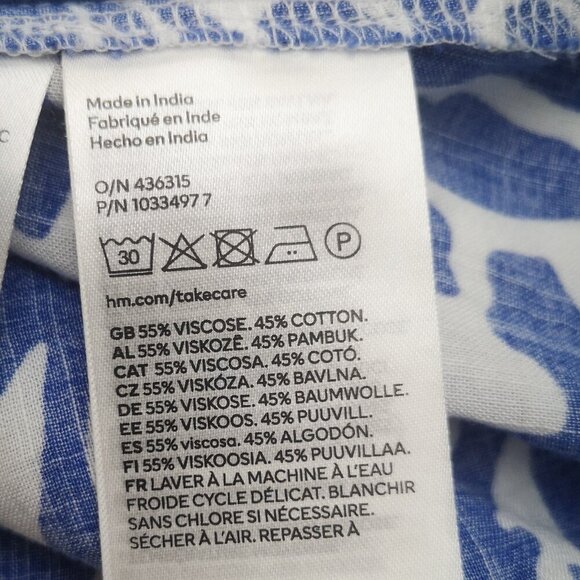 Made in India
Fabriqué en Inde
Hecho en India
O/N 436315
P/N 1033497 7
30
P
hm.com/takecare
GB 55% VISCOSE. 45% COTTON.
AL 55% VISKOZË. 45% PAMBUK.
CAT 55% VISCOSA. 45% COTÓ.
CZ 55% VISKÓZA. 45% BAVLNA.
DE 55% VISKOSE. 45% BAUMWOLLE.
EE 55% VISKOOS. 45% PUUVILL.
ES 55% viscosa. 45% ALGODÓN.
FI 55% VISKOOSIA. 45% PUUVILLAA.
FR LAVER À LA MACHINE À L'EAU
FROIDE CYCLE DÉLICAT. BLANCHIR
SANS CHLORE SI NÉCESSAIRE.
SÉCHER À L'AIR. REPASSER À